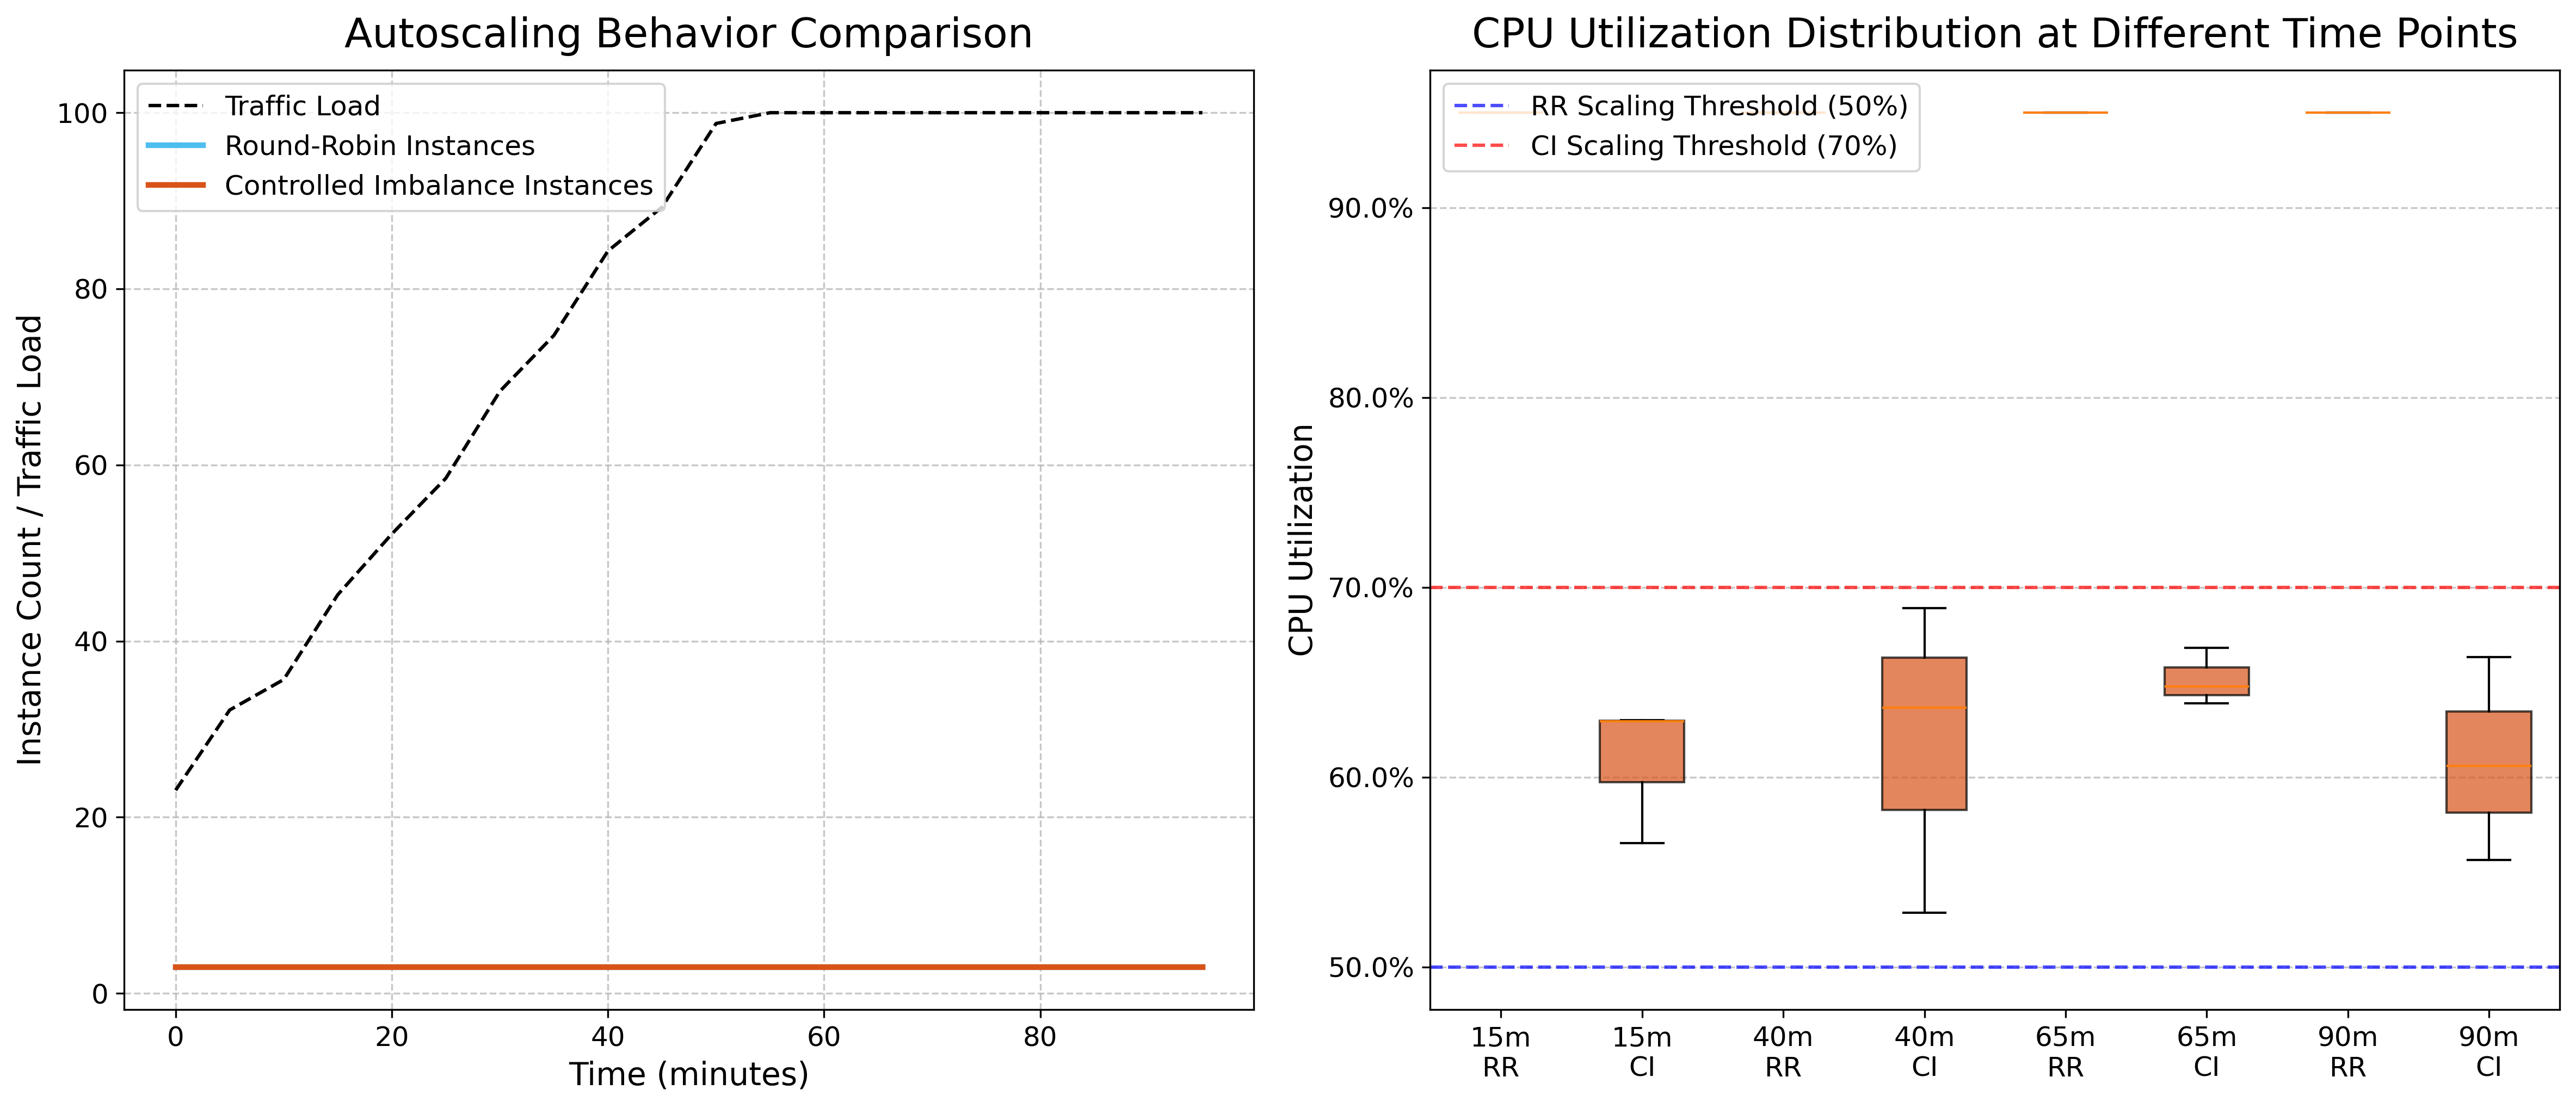 Autoscaling Behavior Comparison
Traffic Load
Round-Robin Instances
Controlled Imbalance Instances
Instance Count / Traffic Load
100
80
60
40
20
0
0
20
40
60
80
Time (minutes)
CPU Utilization Distribution at Different Time Points
RR Scaling Threshold (50%)
CI Scaling Threshold (70%)
CPU Utilization
90.0%
80.0%
70.0%
60.0%
50.0%
15m
RR
15m
CI
40m
RR
40m
CI
65m
RR
65m
CI
90m
RR
90m
CI